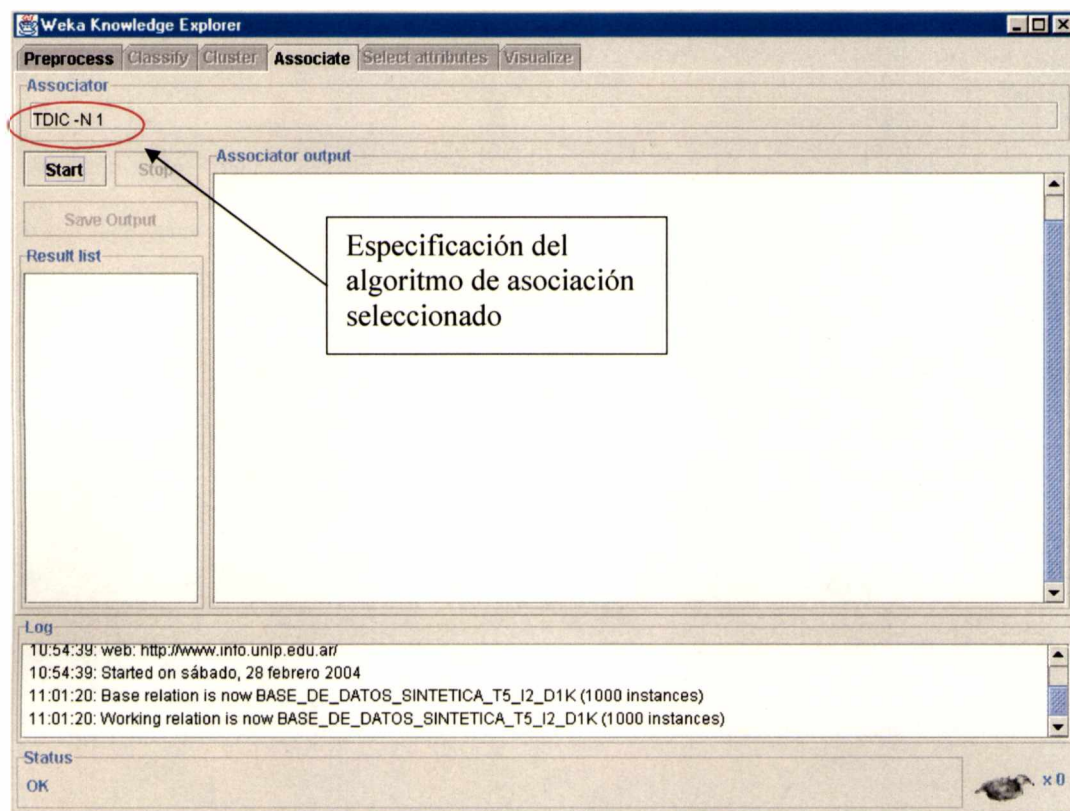 Weka Knowledge Explorer
Preprocess Classify Cluster Associate Select attributes Visualize
Associator
TDIC -N 1
Start Stop
Associator output
Save Output
Result list
Especificación del
algoritmo de asociación
seleccionado
Log
10:54:39: web: http://www.info.unlp.edu.ar/
10:54:39: Started on sábado, 28 febrero 2004
11:01:20: Base relation is now BASE_DE_DATOS_SINTETICA_T5_I2_D1K (1000 instances)
11:01:20: Working relation is now BASE_DE_DATOS_SINTETICA_T5_I2_D1K (1000 instances)
Status
OK
x 0